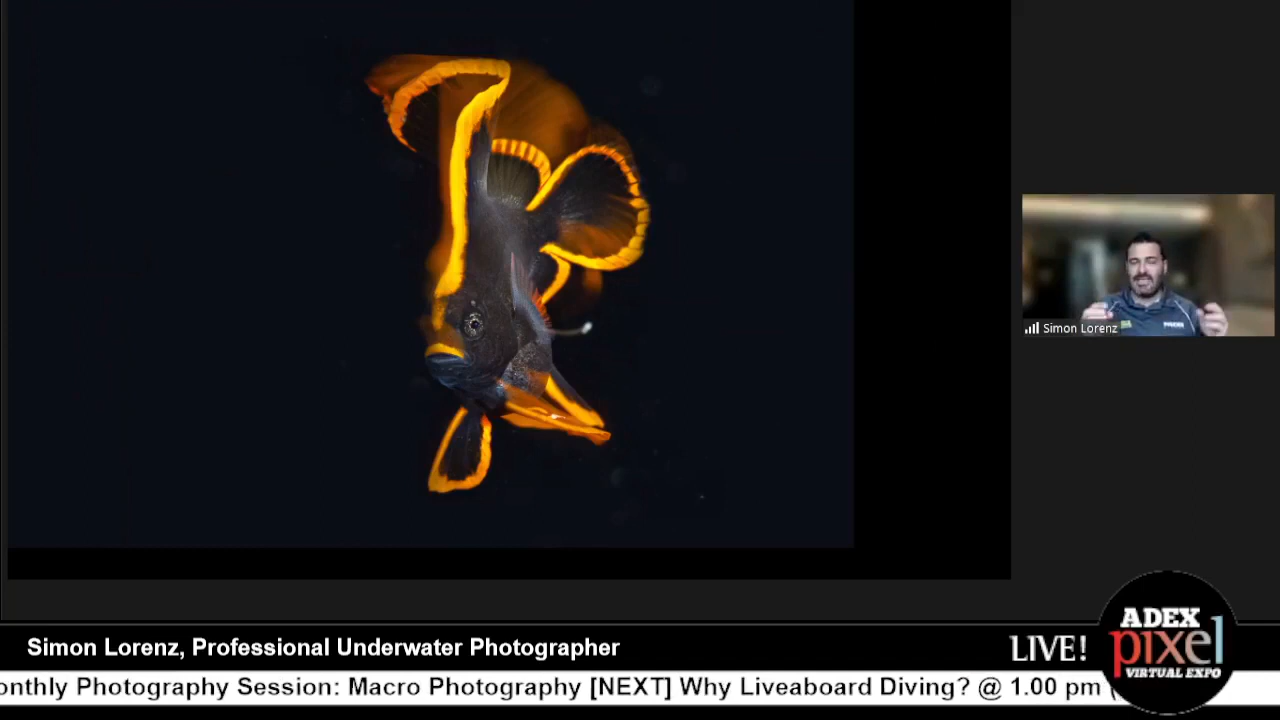 Simon Lorenz
Simon Lorenz, Professional Underwater Photographer
LIVE!
ADEX
pixel
VIRTUAL EXPO
onthly Photography Session: Macro Photography [NEXT] Why Liveaboard Diving? @ 1.00 pm (